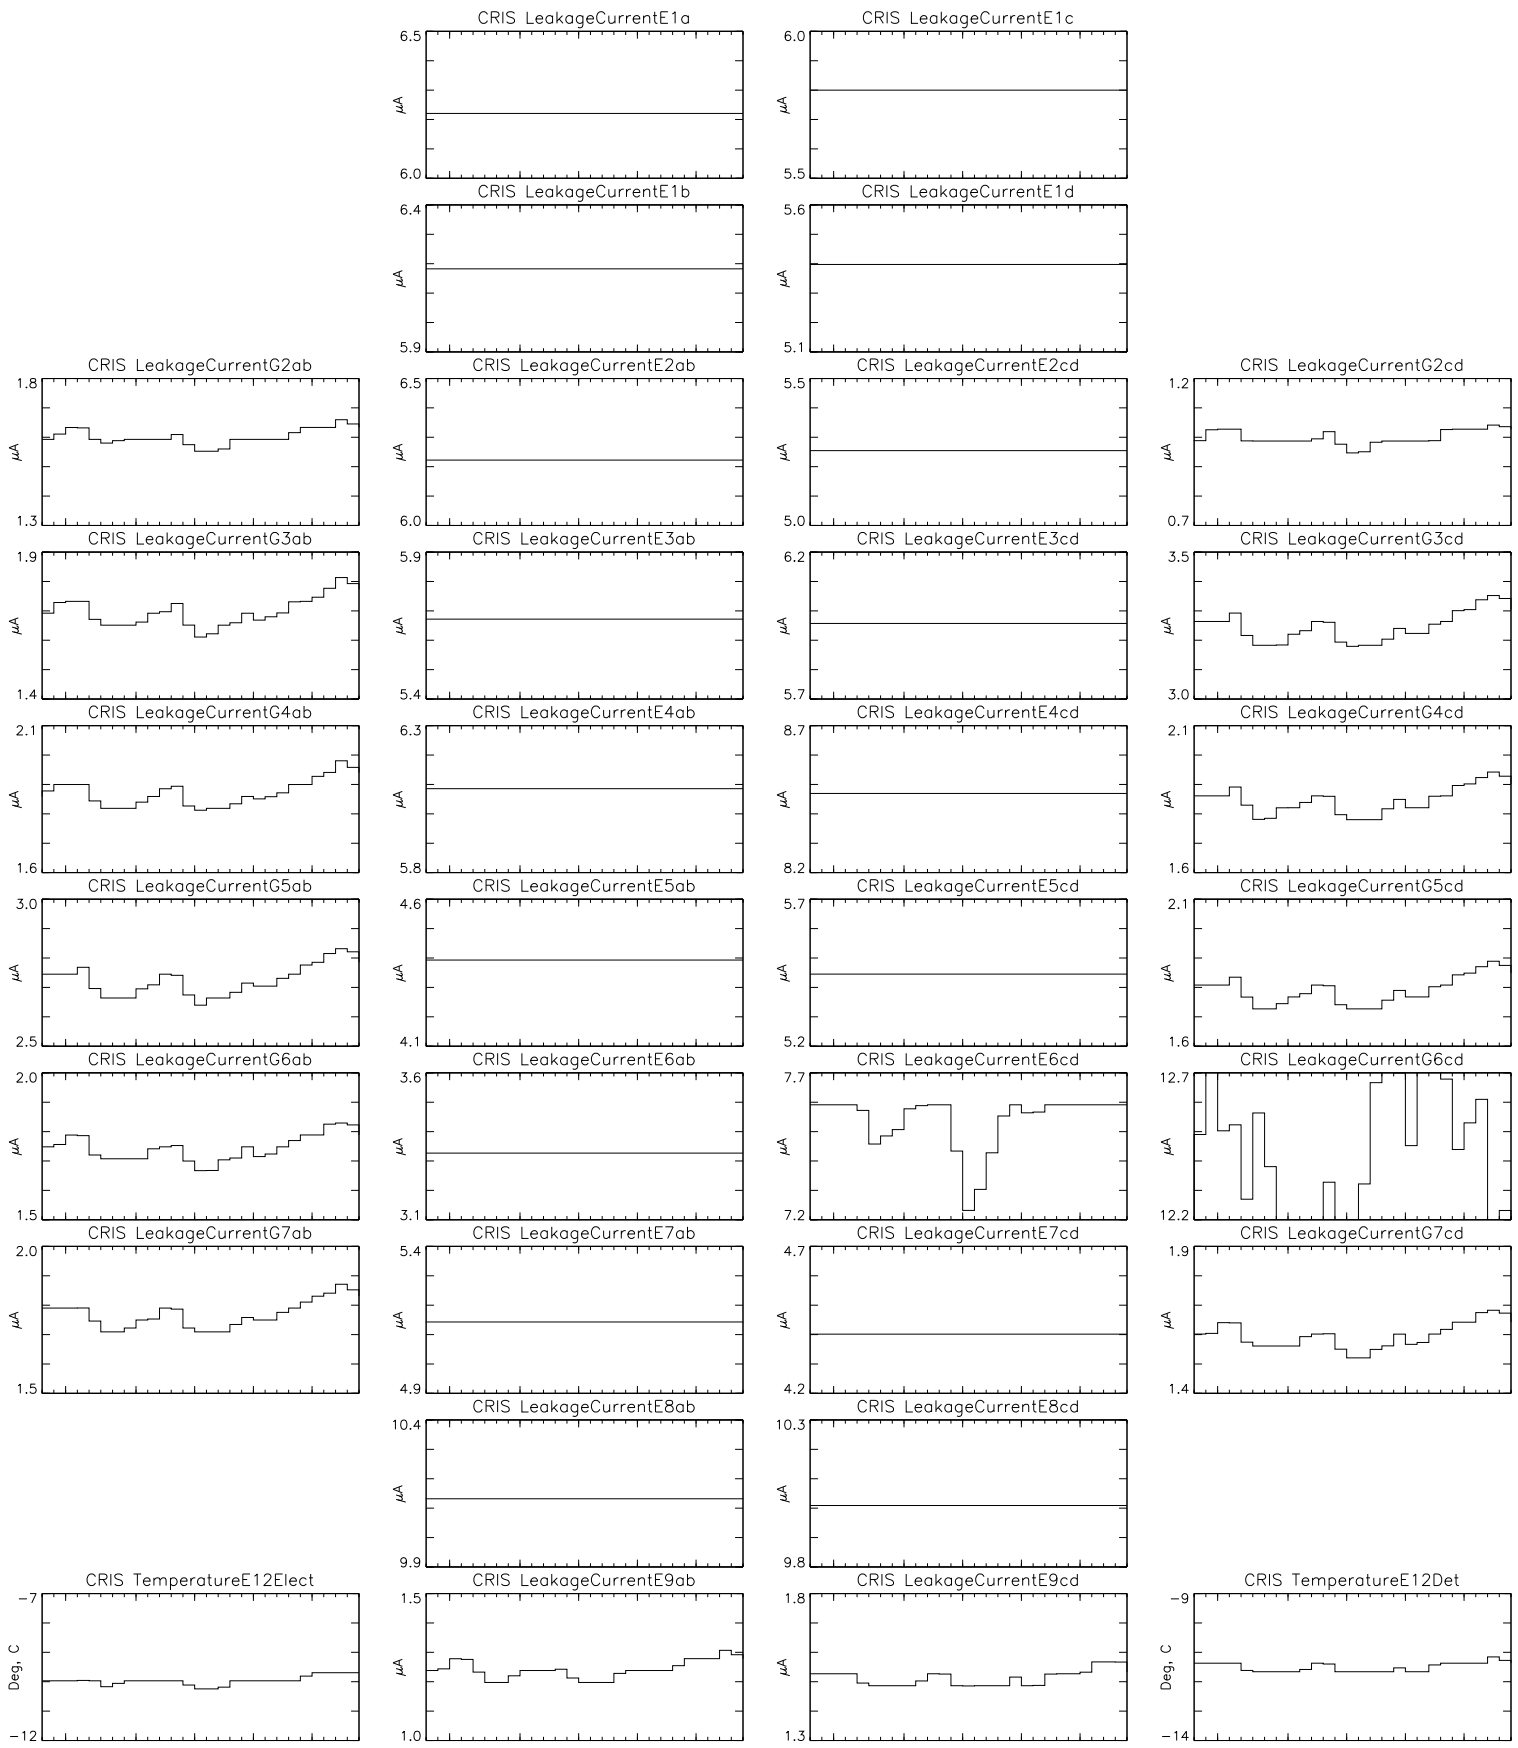 CRIS LeakageCurrentE1a
6.5
μA
6.0
CRIS LeakageCurrentE1c
6.0
μA
5.5
CRIS LeakageCurrentE1b
6.4
μA
5.9
CRIS LeakageCurrentE1d
5.6
μA
5.1
CRIS LeakageCurrentG2ab
1.8
μA
1.3
CRIS LeakageCurrentE2ab
6.5
μA
6.0
CRIS LeakageCurrentE2cd
5.5
μA
5.0
CRIS LeakageCurrentG2cd
1.2
μA
0.7
CRIS LeakageCurrentG3ab
1.9
μA
1.4
CRIS LeakageCurrentE3ab
5.9
μA
5.4
CRIS LeakageCurrentE3cd
6.2
μA
5.7
CRIS LeakageCurrentG3cd
3.5
μA
3.0
CRIS LeakageCurrentG4ab
2.1
μA
1.6
CRIS LeakageCurrentE4ab
6.3
μA
5.8
CRIS LeakageCurrentE4cd
8.7
μA
8.2
CRIS LeakageCurrentG4cd
2.1
μA
1.6
CRIS LeakageCurrentG5ab
3.0
μA
2.5
CRIS LeakageCurrentE5ab
4.6
μA
4.1
CRIS LeakageCurrentE5cd
5.7
μA
5.2
CRIS LeakageCurrentG5cd
2.1
μA
1.6
CRIS LeakageCurrentG6ab
2.0
μA
1.5
CRIS LeakageCurrentE6ab
3.6
μA
3.1
CRIS LeakageCurrentE6cd
7.7
μA
7.2
CRIS LeakageCurrentG6cd
12.7
μA
12.2
CRIS LeakageCurrentG7ab
2.0
μA
1.5
CRIS LeakageCurrentE7ab
5.4
μA
4.9
CRIS LeakageCurrentE7cd
4.7
μA
4.2
CRIS LeakageCurrentG7cd
1.9
μA
1.4
CRIS LeakageCurrentE8ab
10.4
μA
9.9
CRIS LeakageCurrentE8cd
10.3
μA
9.8
CRIS TemperatureE12Elect
-7
Deg, C
-12
CRIS LeakageCurrentE9ab
1.5
μA
1.0
CRIS LeakageCurrentE9cd
1.8
μA
1.3
CRIS TemperatureE12Det
-9
Deg, C
-14